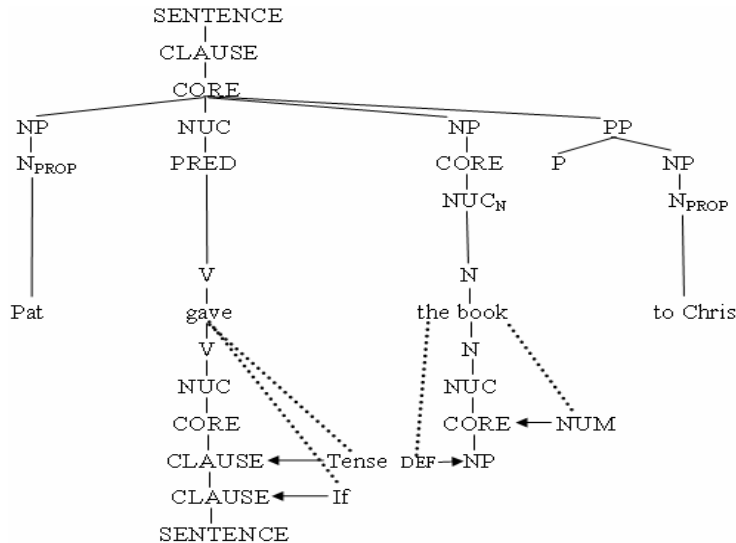 SENTENCE
CLAUSE
CORE
NP NUC NP PP
NPROP PRED CORE P NP
NUCN NPROP
V N
Pat gave the book to Chris
V N
NUC NUC
CORE CORE NUM
CLAUSE Tense DEF NP
CLAUSE If
SENTENCE